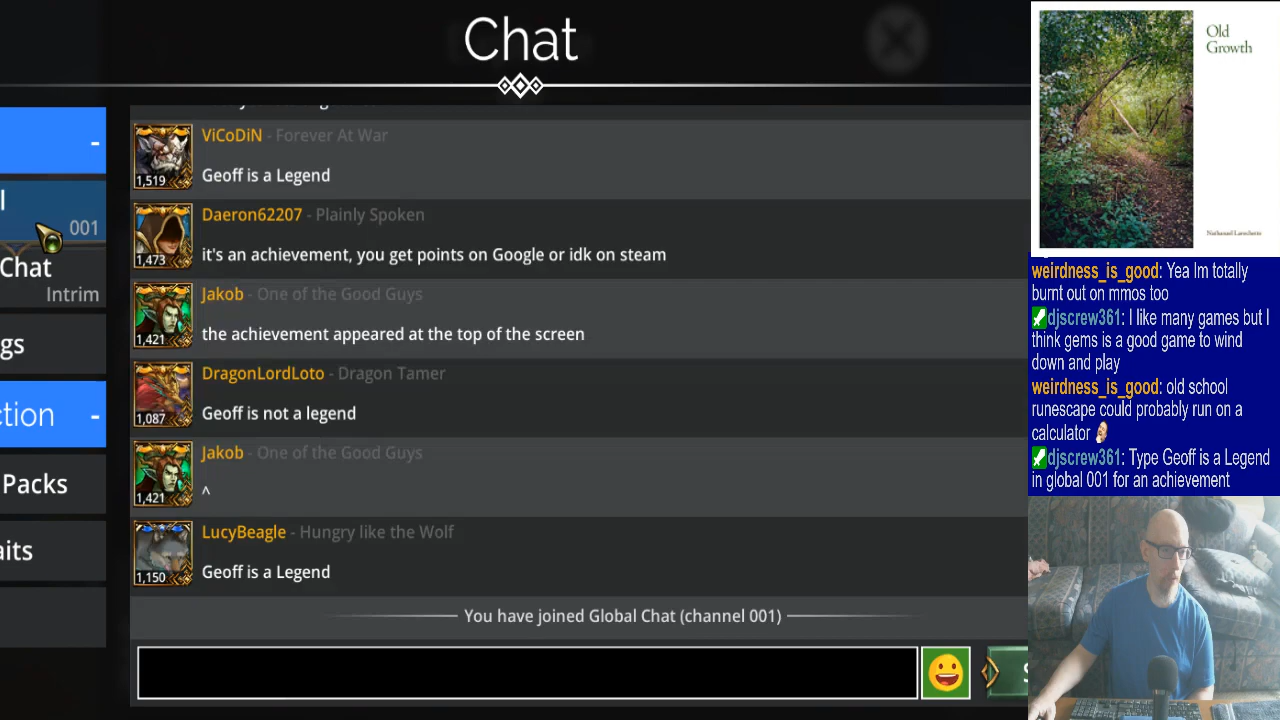 Chat
ViCoDiN - Forever At War
1,519
Geoff is a Legend
Daeron62207 - Plainly Spoken
1,473
it's an achievement, you get points on Google or idk on steam
Jakob - One of the Good Guys
1,421
the achievement appeared at the top of the screen
DragonLordLoto - Dragon Tamer
1,087
Geoff is not a legend
Jakob - One of the Good Guys
1,421
^
LucyBeagle - Hungry like the Wolf
1,150
Geoff is a Legend
You have joined Global Chat (channel 001)
-
001
Chat
Intrim
gs
ction -
Packs
aits
Old
Growth
Nathanael Larochette
weirdness_is_good: Yea Im totally
burnt out on mmos too
djscrew361: I like many games but I
think gems is a good game to wind
down and play
weirdness_is_good: old school
runescape could probably run on a
calculator
djscrew361: Type Geoff is a Legend
in global 001 for an achievement